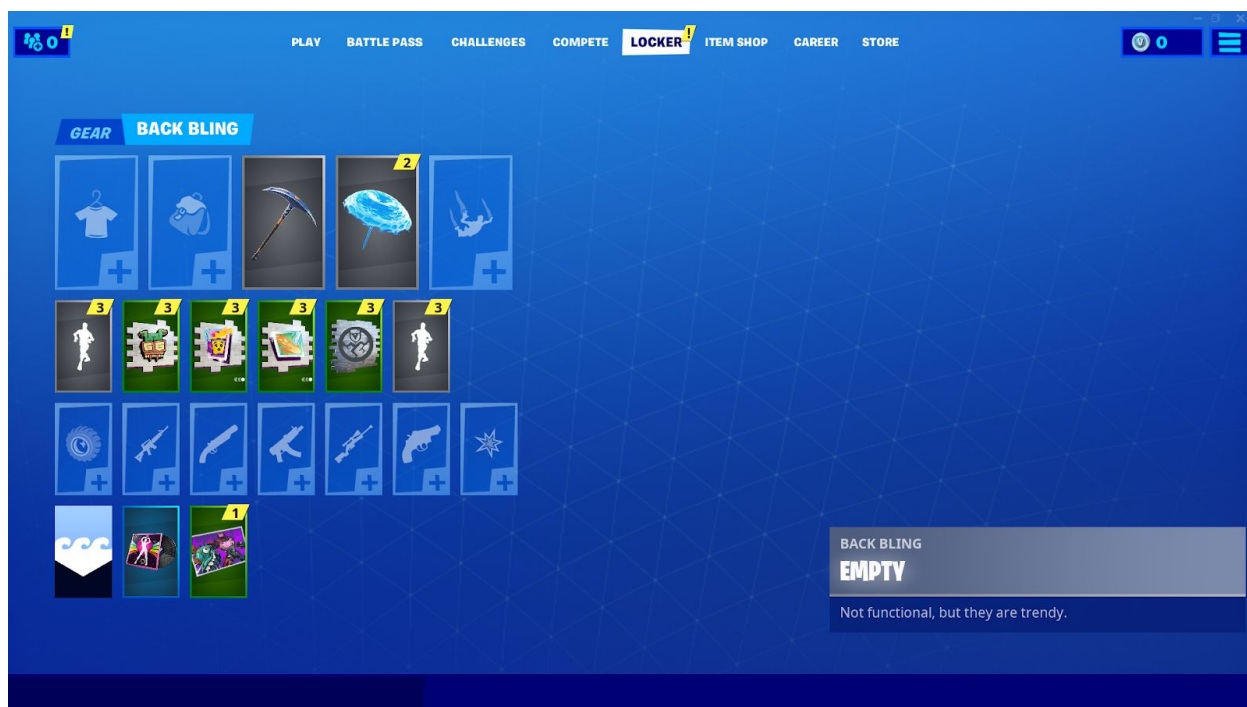 0 !
PLAY BATTLE PASS CHALLENGES COMPETE LOCKER ! ITEM SHOP CAREER STORE
V 0
GEAR BACK BLING
2
3 3 3 3 3 3
1
BACK BLING
EMPTY
Not functional, but they are trendy.